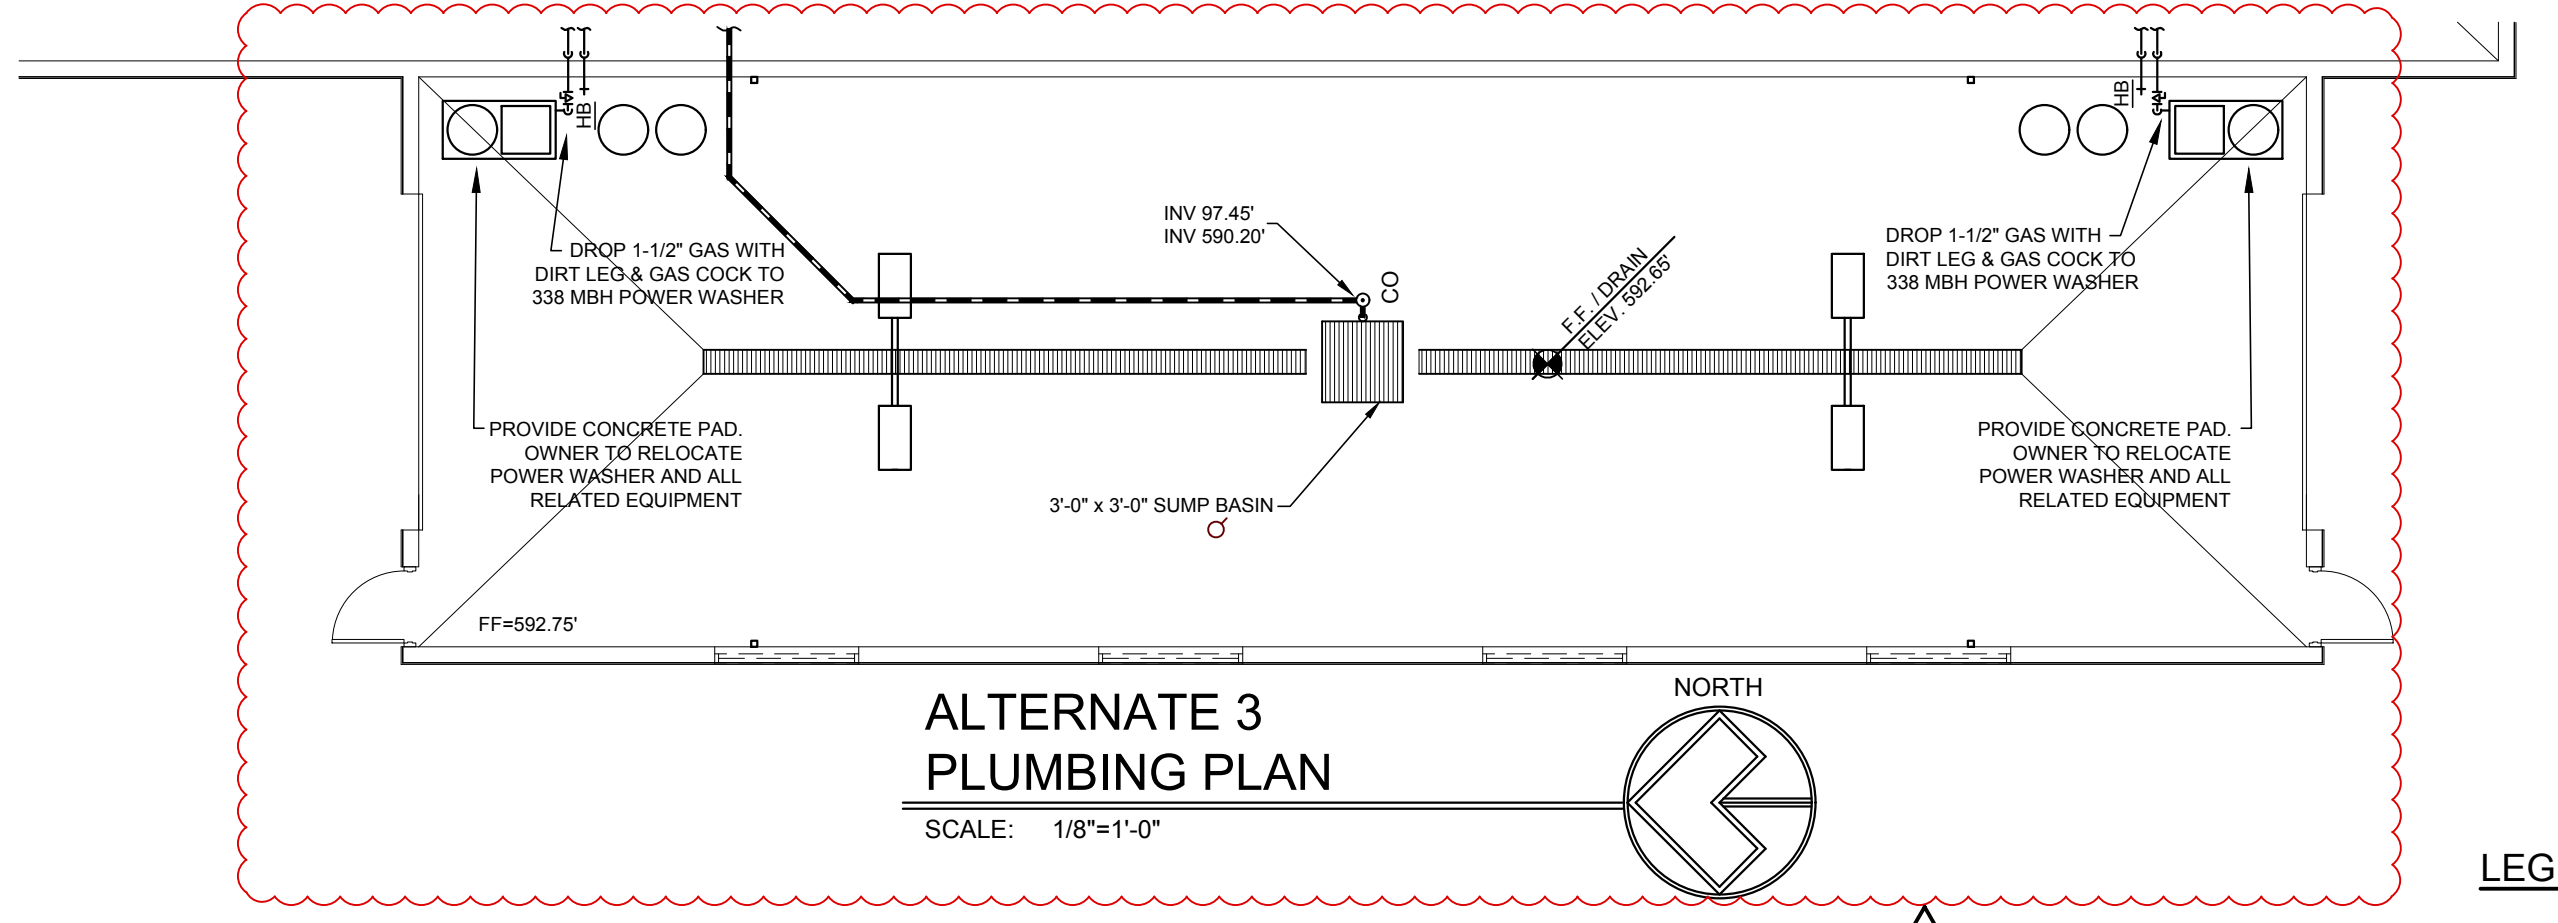 HB
HB
INV 97.45'
INV 590.20'
DROP 1-1/2" GAS WITH
DIRT LEG & GAS COCK TO
338 MBH POWER WASHER
CO
F.F. / DRAIN
ELEV. 592.65'
DROP 1-1/2" GAS WITH
DIRT LEG & GAS COCK TO
338 MBH POWER WASHER
PROVIDE CONCRETE PAD.
OWNER TO RELOCATE
POWER WASHER AND ALL
RELATED EQUIPMENT
3'-0" x 3'-0" SUMP BASIN
PROVIDE CONCRETE PAD.
OWNER TO RELOCATE
POWER WASHER AND ALL
RELATED EQUIPMENT
FF=592.75'
ALTERNATE 3
PLUMBING PLAN
SCALE: 1/8"=1'-0"
NORTH
LEG